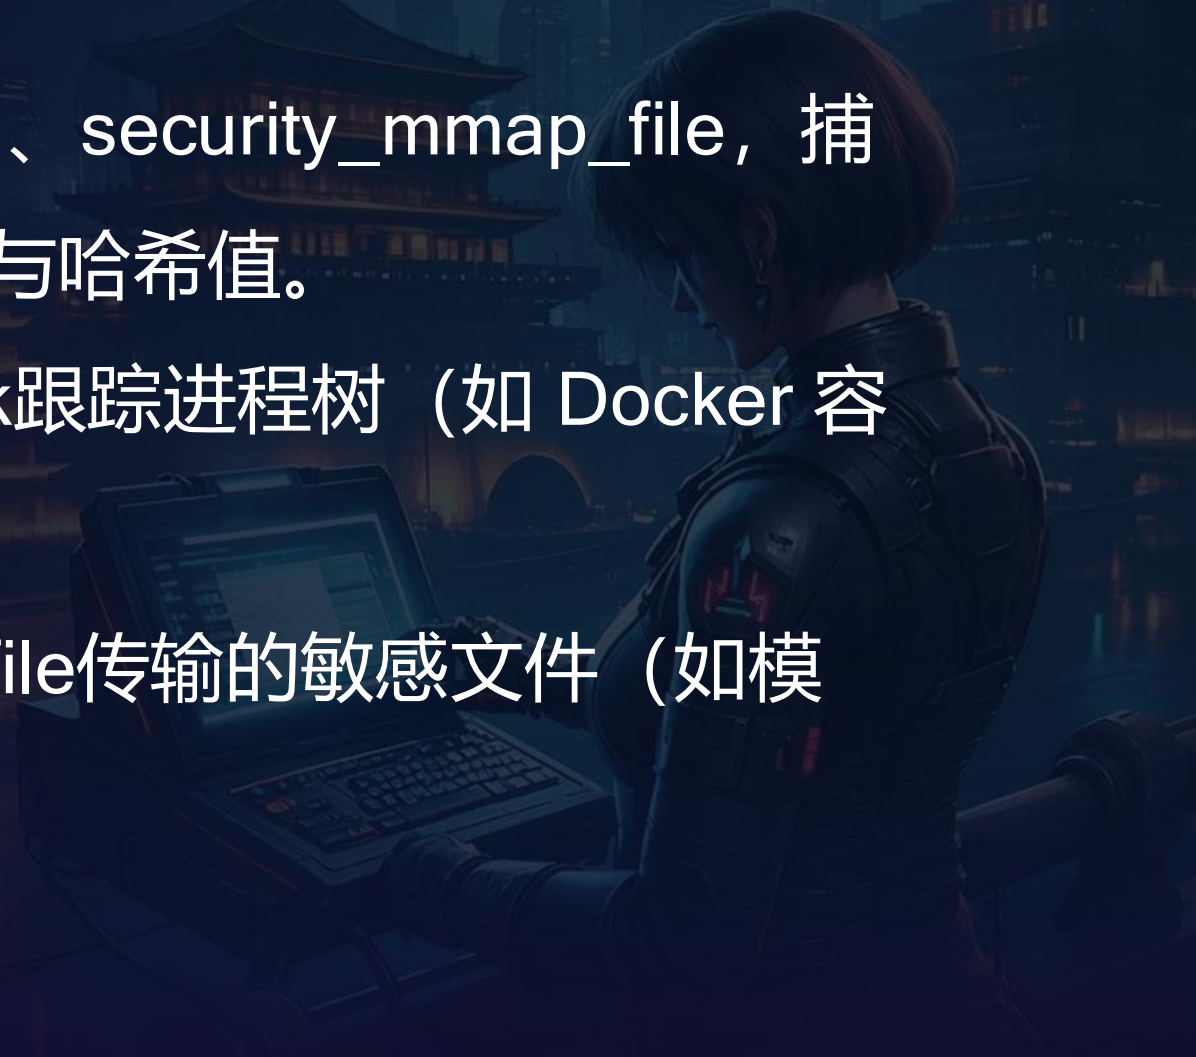 、security_mmap_file，捕
与哈希值。
k跟踪进程树（如 Docker 容
file传输的敏感文件（如模